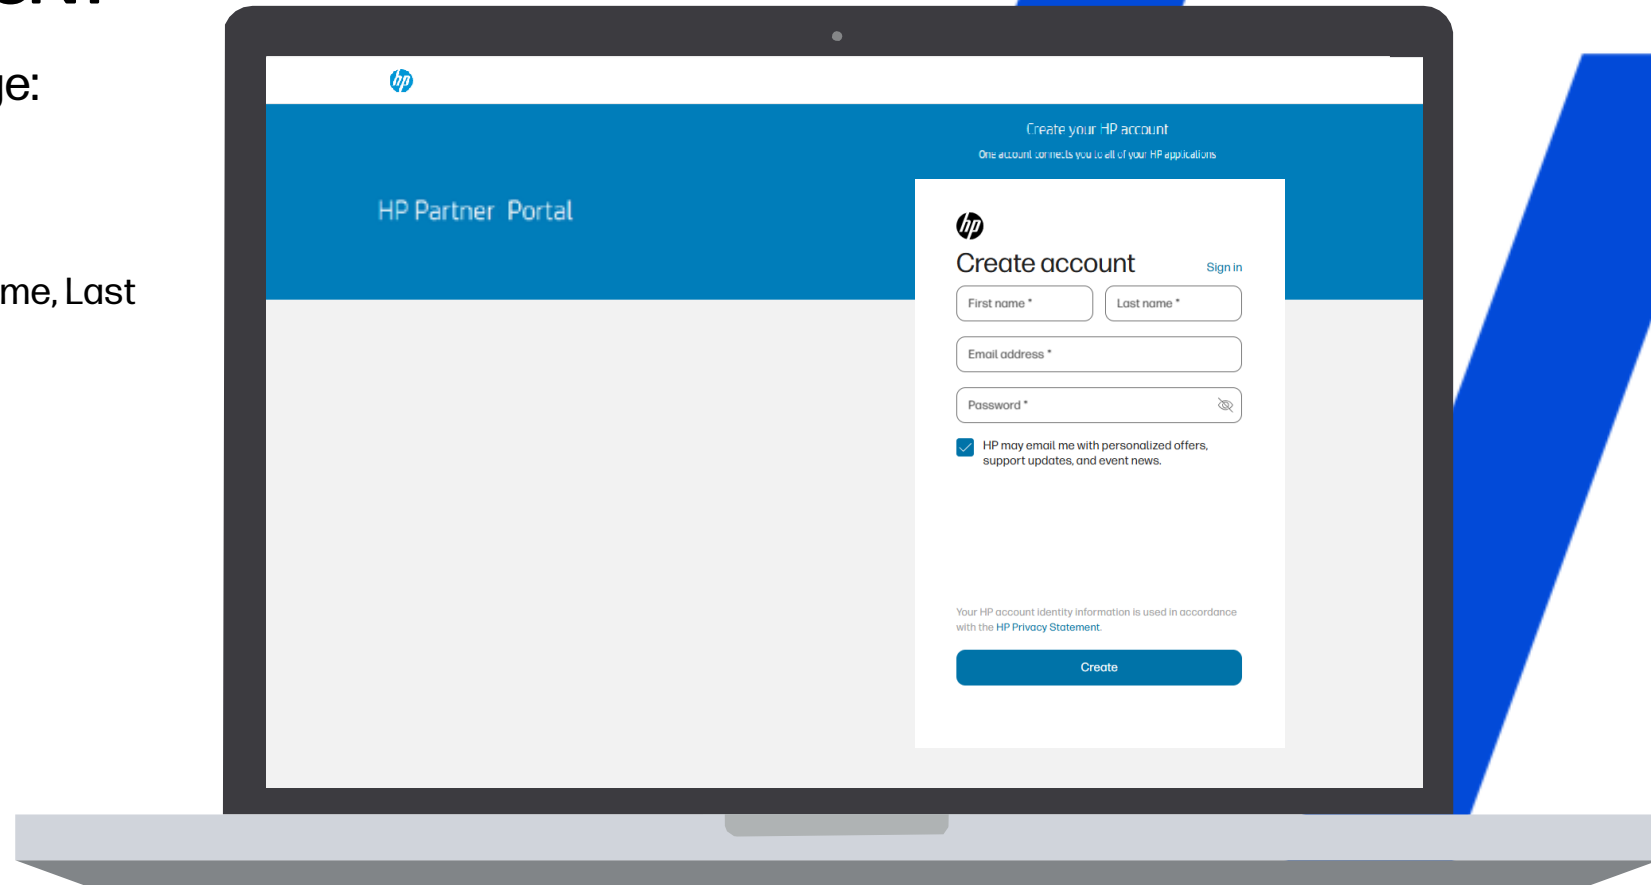 ge:
me, Last
hp
Create your HP account
One account connects you to all of your HP applications
HP Partner Portal
hp
Create account
Sign in
First name *
Last name *
Email address *
Password *
HP may email me with personalized offers,
support updates, and event news.
Your HP account identity information is used in accordance
with the HP Privacy Statement.
Create